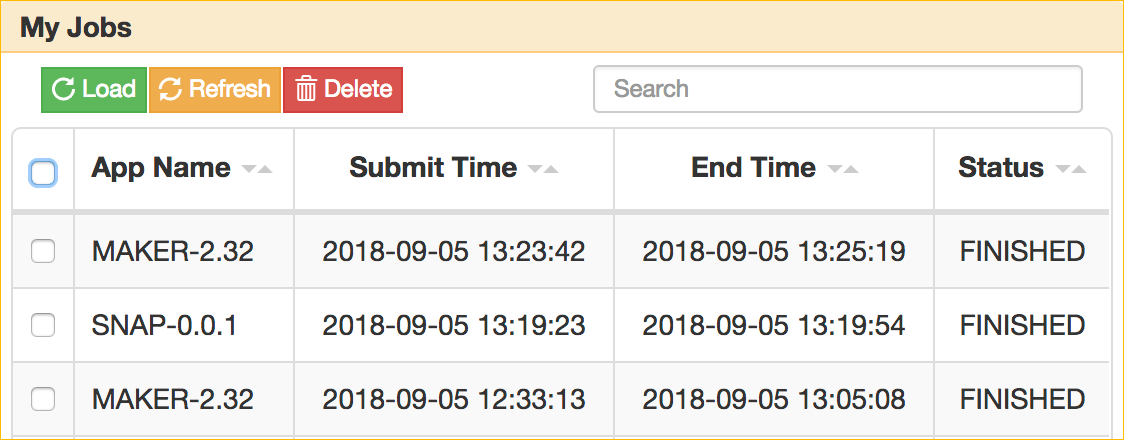 My Jobs
Load Refresh Delete Search
App Name Submit Time End Time Status
MAKER-2.32 2018-09-05 13:23:42 2018-09-05 13:25:19 FINISHED
SNAP-0.0.1 2018-09-05 13:19:23 2018-09-05 13:19:54 FINISHED
MAKER-2.32 2018-09-05 12:33:13 2018-09-05 13:05:08 FINISHED